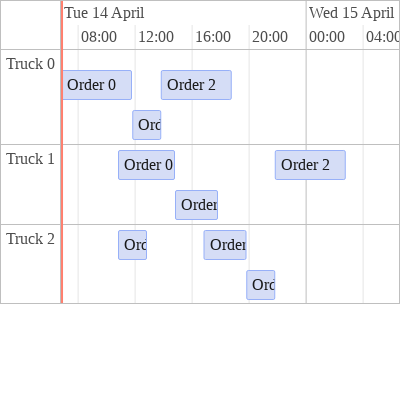 Tue 14 April Wed 15 April
08:00 12:00 16:00 20:00 00:00 04:00
Truck 0
Order 0 Order 2
Ord
Truck 1
Order 0 Order 2
Order
Truck 2
Ord Order
Ord